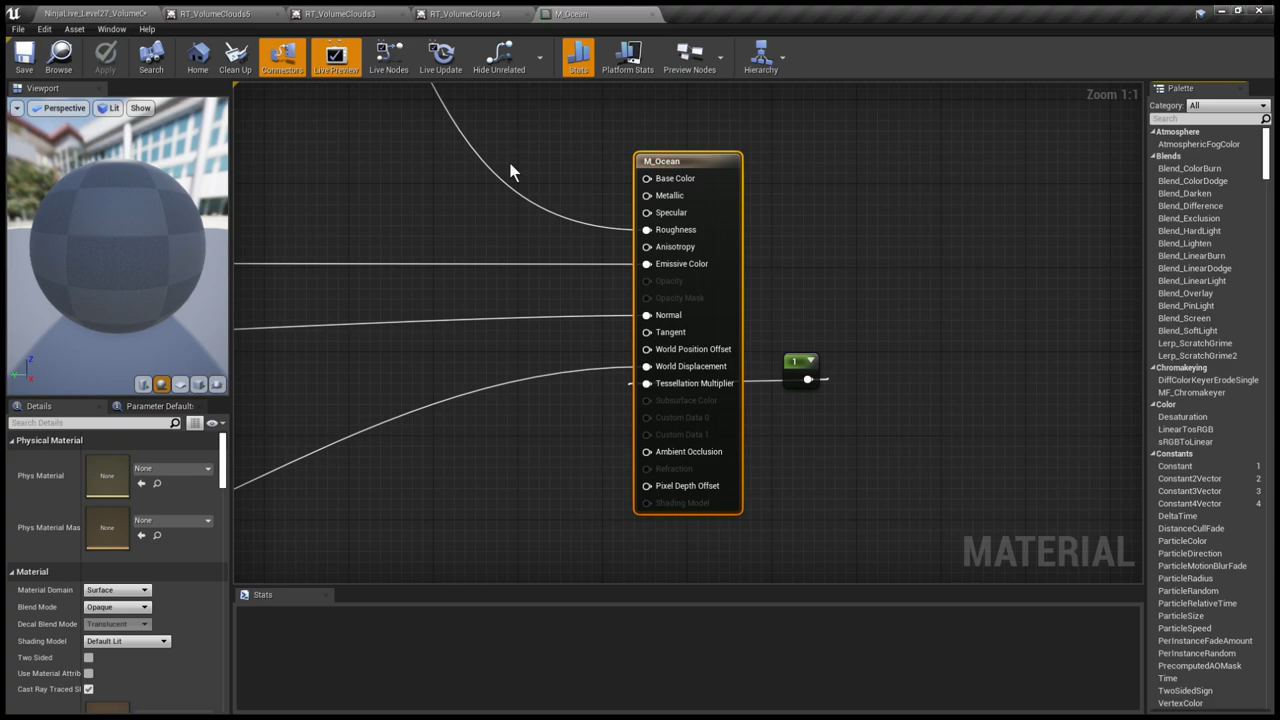 NinjaLive_Level27_VolumeC•
RT_VolumeClouds5
RT_VolumeClouds3
RT_VolumeClouds4
M_Ocean
File Edit Asset Window Help
Save Browse Apply Search Home Clean Up Connectors Live Preview Live Nodes Live Update Hide Unrelated Stats Platform Stats Preview Nodes Hierarchy
Viewport
Perspective Lit Show
Z
X
Details
Parameter Default
Search Details
Physical Material
Phys Material
None
None
Phys Material Mas
None
None
Material
Material Domain Surface
Blend Mode Opaque
Decal Blend Mode Translucent
Shading Model Default Lit
Two Sided
Use Material Attrib
Cast Ray Traced S
Zoom 1:1
M_Ocean
Base Color
Metallic
Specular
Roughness
Anisotropy
Emissive Color
Opacity
Opacity Mask
Normal
Tangent
World Position Offset
World Displacement
Tessellation Multiplier
Subsurface Color
Custom Data 0
Custom Data 1
Ambient Occlusion
Refraction
Pixel Depth Offset
Shading Model
1
MATERIAL
Stats
Palette
Category: All
Search
Atmosphere
AtmosphericFogColor
Blends
Blend_ColorBurn
Blend_ColorDodge
Blend_Darken
Blend_Difference
Blend_Exclusion
Blend_HardLight
Blend_Lighten
Blend_LinearBurn
Blend_LinearDodge
Blend_LinearLight
Blend_Overlay
Blend_PinLight
Blend_Screen
Blend_SoftLight
Lerp_ScratchGrime
Lerp_ScratchGrime2
Chromakeying
DiffColorKeyerErodeSingle
MF_Chromakeyer
Color
Desaturation
LinearTosRGB
sRGBToLinear
Constants
Constant 1
Constant2Vector 2
Constant3Vector 3
Constant4Vector 4
DeltaTime
DistanceCullFade
ParticleColor
ParticleDirection
ParticleMotionBlurFade
ParticleRadius
ParticleRandom
ParticleRelativeTime
ParticleSize
ParticleSpeed
PerInstanceFadeAmount
PerInstanceRandom
PrecomputedAOMask
Time
TwoSidedSign
VertexColor